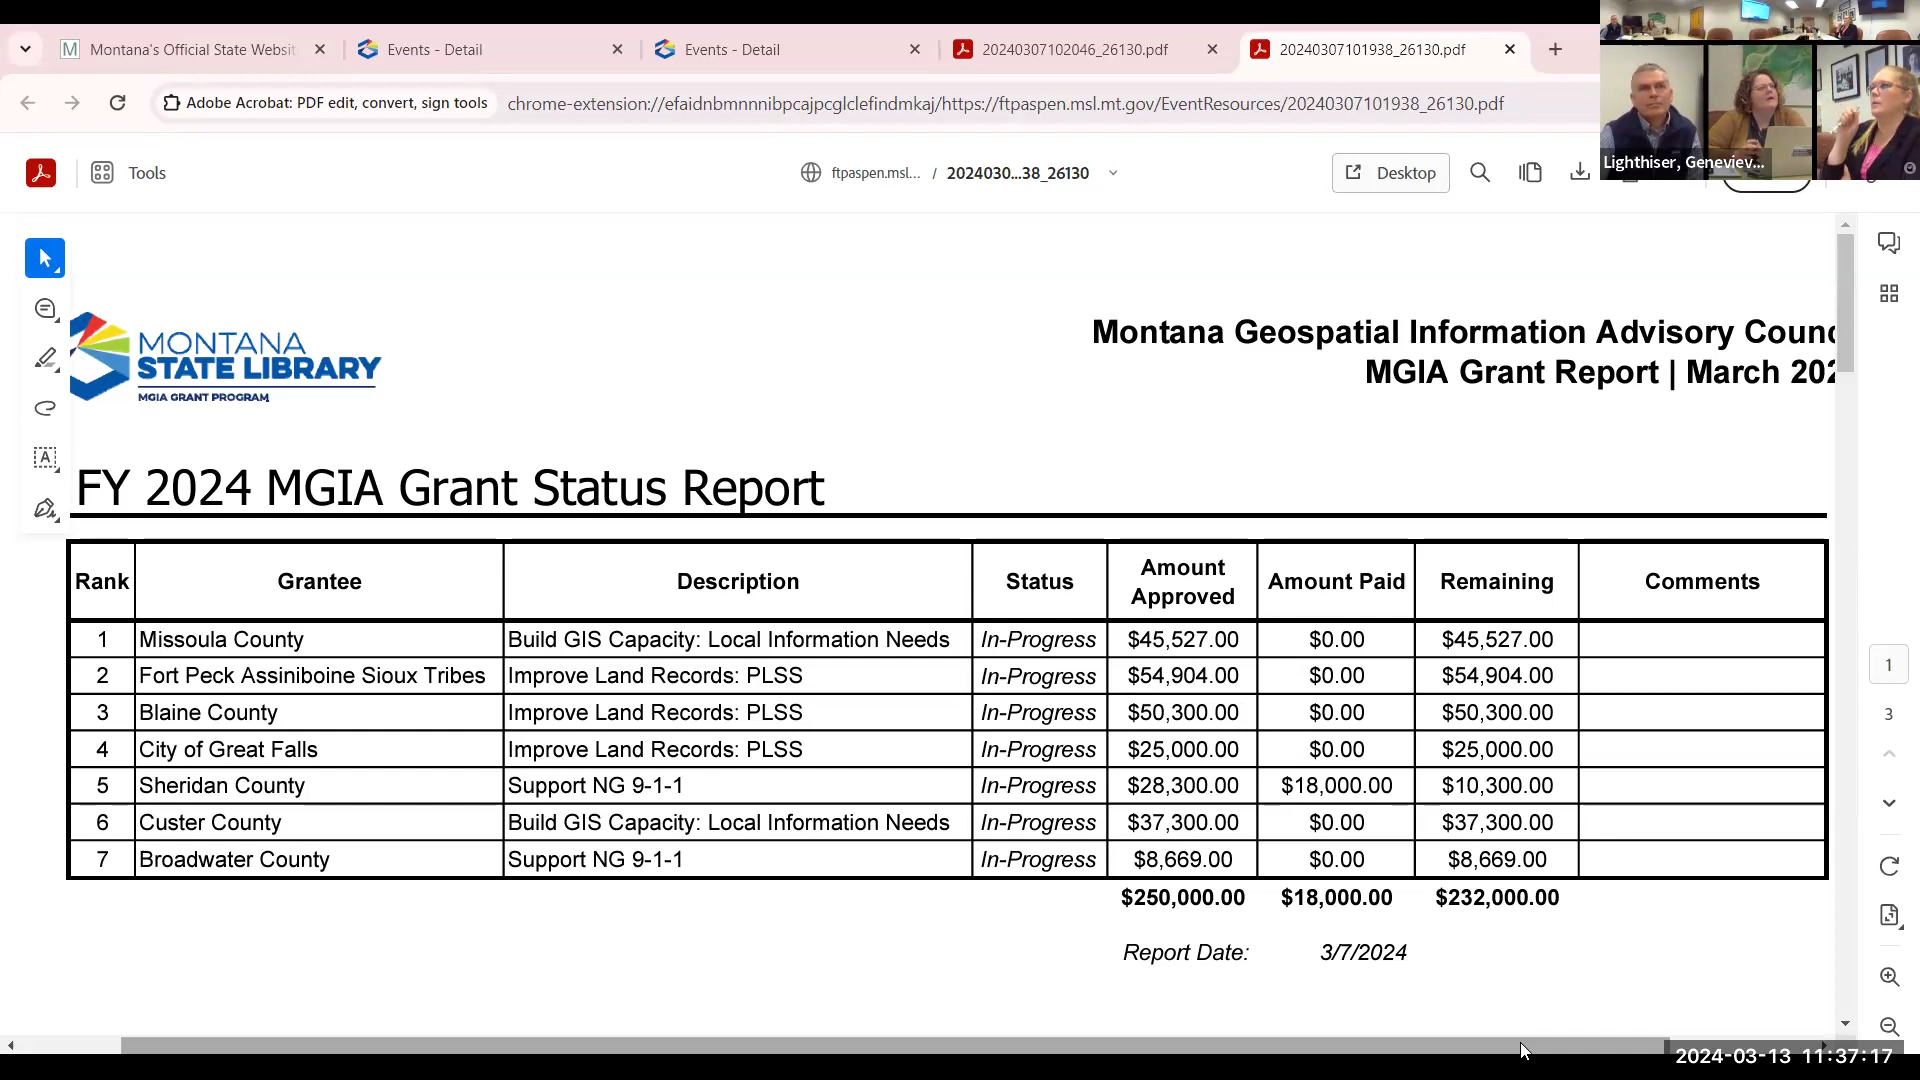 Montana's Official State Websit
Events - Detail
Events - Detail
20240307102046_26130.pdf
20240307101938_26130.pdf
Adobe Acrobat: PDF edit, convert, sign tools
chrome-extension://efaidnbmnnnibpcajpcglclefindmkaj/https://ftpaspen.msl.mt.gov/EventResources/20240307101938_26130.pdf
Lighthiser, Geneviev...
Tools
ftpaspen.msl... / 2024030...38_26130
Desktop
MONTANA
STATE LIBRARY
MGIA GRANT PROGRAM
Montana Geospatial Information Advisory Counc
MGIA Grant Report | March 202
FY 2024 MGIA Grant Status Report
Rank Grantee Description Status Amount Approved Amount Paid Remaining Comments
1 Missoula County Build GIS Capacity: Local Information Needs In-Progress $45,527.00 $0.00 $45,527.00
2 Fort Peck Assiniboine Sioux Tribes Improve Land Records: PLSS In-Progress $54,904.00 $0.00 $54,904.00
3 Blaine County Improve Land Records: PLSS In-Progress $50,300.00 $0.00 $50,300.00
4 City of Great Falls Improve Land Records: PLSS In-Progress $25,000.00 $0.00 $25,000.00
5 Sheridan County Support NG 9-1-1 In-Progress $28,300.00 $18,000.00 $10,300.00
6 Custer County Build GIS Capacity: Local Information Needs In-Progress $37,300.00 $0.00 $37,300.00
7 Broadwater County Support NG 9-1-1 In-Progress $8,669.00 $0.00 $8,669.00
$250,000.00 $18,000.00 $232,000.00
Report Date: 3/7/2024
1
3
2024-03-13 11:37:17